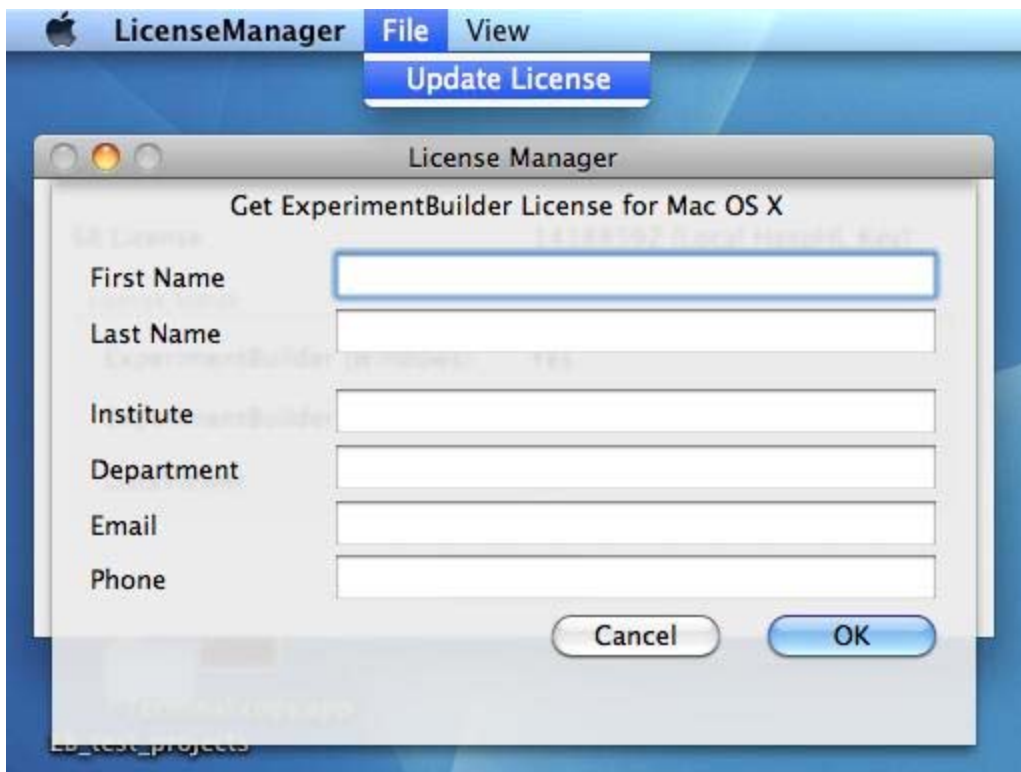 LicenseManager File View
Update License
License Manager
Get ExperimentBuilder License for Mac OS X
First Name
Last Name
Institute
Department
Email
Phone
Cancel OK
EB_test_projects